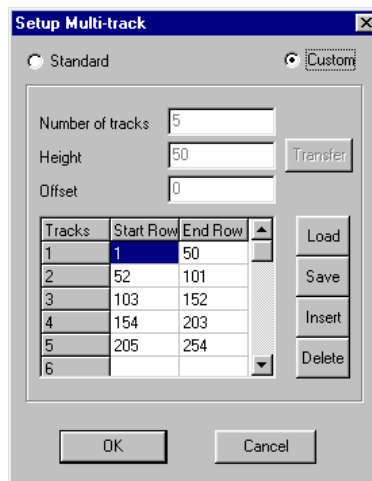 Setup Multi-track
Standard Custom
Number of tracks 5
Height 50 Transfer
Offset 0
Tracks Start Row End Row
1 1 50
2 52 101
3 103 152
4 154 203
5 205 254
6
Load
Save
Insert
Delete
OK Cancel